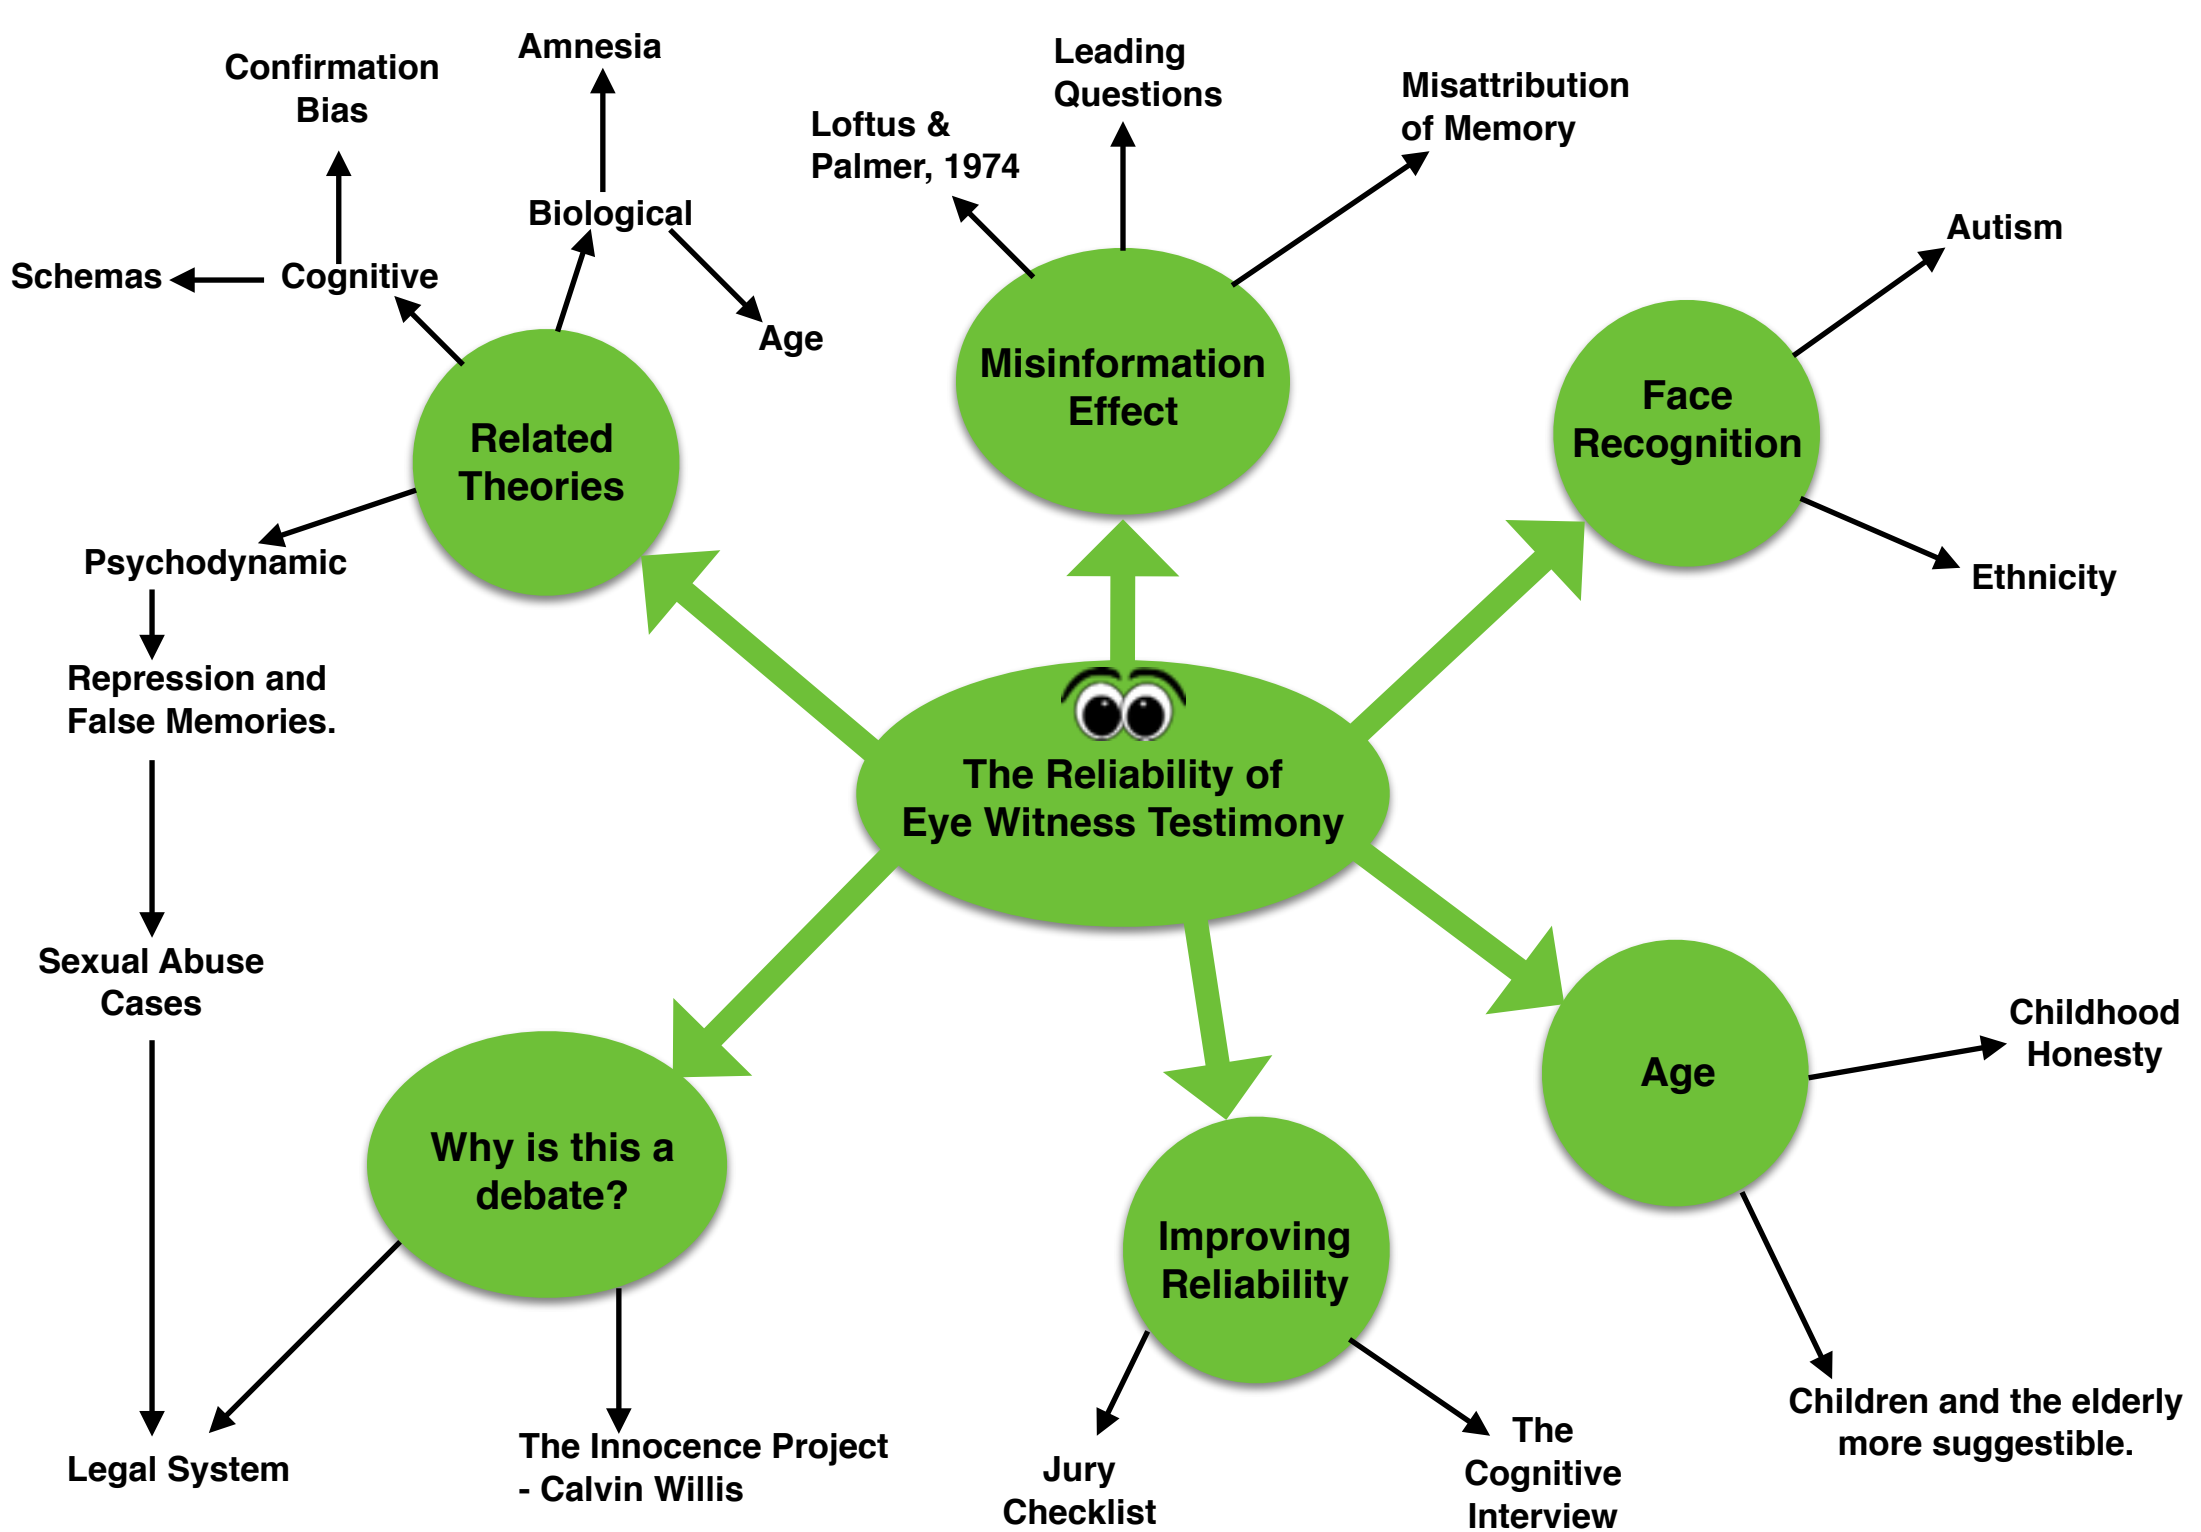 Amnesia
Confirmation
Bias
Leading
Questions
Misattribution
of Memory
Loftus &
Palmer, 1974
Biological
Autism
Schemas
Cognitive
Age
Misinformation
Effect
Face
Recognition
Related
Theories
Psychodynamic
Ethnicity
Repression and
False Memories.
The Reliability of
Eye Witness Testimony
Sexual Abuse
Cases
Childhood
Honesty
Age
Why is this a
debate?
Improving
Reliability
Children and the elderly
more suggestible.
Legal System
The Innocence Project
- Calvin Willis
Jury
Checklist
The
Cognitive
Interview